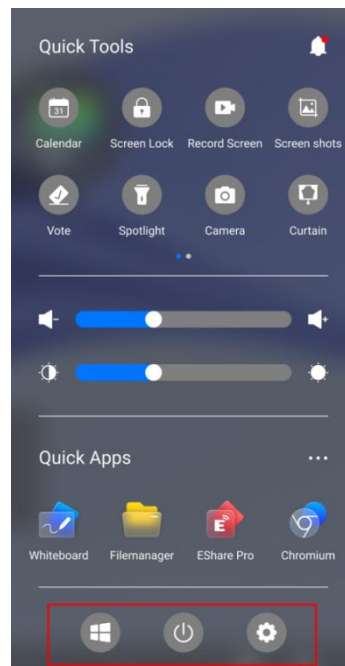 Quick Tools
31
Calendar Screen Lock Record Screen Screen shots
Vote Spotlight Camera Curtain
Quick Apps
E
Whiteboard Filemanager EShare Pro Chromium